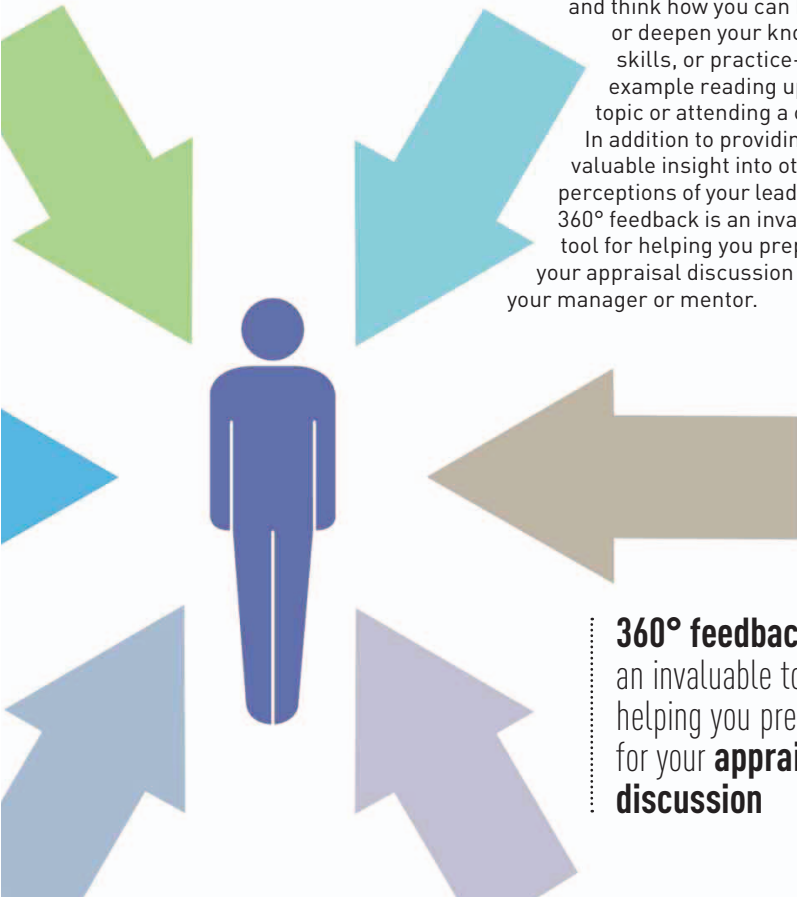 and think how you can
or deepen your kno
skills, or practice-
example reading u
topic or attending a
In addition to providin
valuable insight into ot
perceptions of your lead
360° feedback is an inva
tool for helping you prep
your appraisal discussion
your manager or mentor.
360° feedbac
an invaluable to
helping you pre
for your apprai
discussion